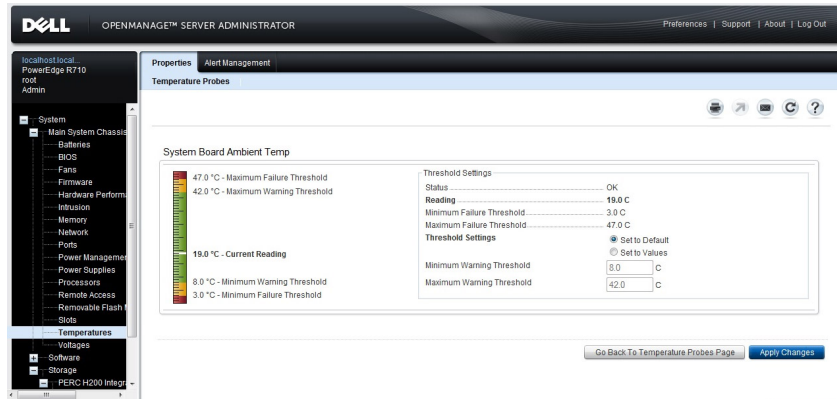 DELL
OPENMANAGE™ SERVER ADMINISTRATOR
Preferences | Support | About | Log Out
localhost.local...
PowerEdge R710
root
Admin
Properties
Alert Management
Temperature Probes
System
Main System Chassis
Batteries
BIOS
Fans
Firmware
Hardware Performa
Intrusion
Memory
Network
Ports
Power Managemen
Power Supplies
Processors
Remote Access
Removable Flash M
Slots
Temperatures
Voltages
Software
Storage
PERC H200 Integr
System Board Ambient Temp
47.0 °C - Maximum Failure Threshold
42.0 °C - Maximum Warning Threshold
19.0 °C - Current Reading
8.0 °C - Minimum Warning Threshold
3.0 °C - Minimum Failure Threshold
Threshold Settings
Status OK
Reading 19.0 C
Minimum Failure Threshold 3.0 C
Maximum Failure Threshold 47.0 C
Threshold Settings
Set to Default
Set to Values
Minimum Warning Threshold 8.0 C
Maximum Warning Threshold 42.0 C
Go Back To Temperature Probes Page
Apply Changes